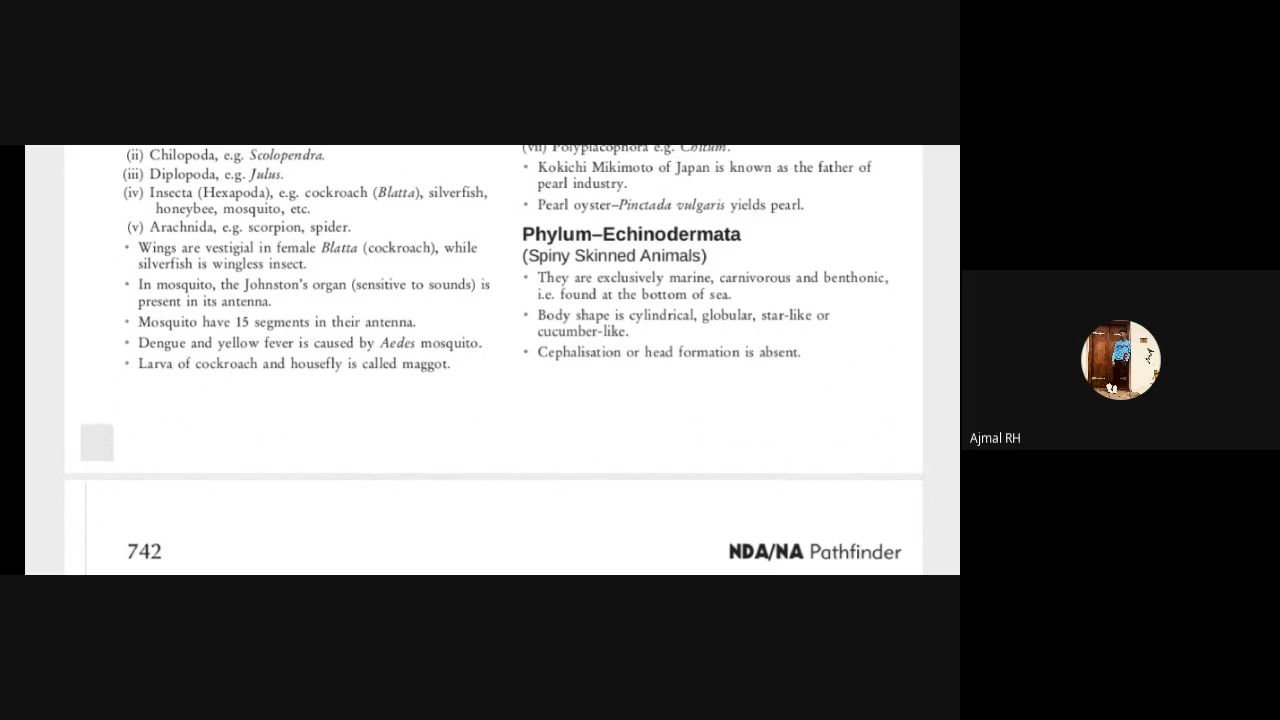 (ii) Chilopoda, e.g. Scolopendra.
(iii) Diplopoda, e.g. Julus.
(iv) Insecta (Hexapoda), e.g. cockroach (Blatta), silverfish,
honeybee, mosquito, etc.
(v) Arachnida, e.g. scorpion, spider.
• Wings are vestigial in female Blatta (cockroach), while
silverfish is wingless insect.
• In mosquito, the Johnston's organ (sensitive to sounds) is
present in its antenna.
• Mosquito have 15 segments in their antenna.
• Dengue and yellow fever is caused by Aedes mosquito.
• Larva of cockroach and housefly is called maggot.
(vii) Polyplacophora e.g. Chitum.
• Kokichi Mikimoto of Japan is known as the father of
pearl industry.
• Pearl oyster–Pinctada vulgaris yields pearl.
Phylum–Echinodermata
(Spiny Skinned Animals)
• They are exclusively marine, carnivorous and benthonic,
i.e. found at the bottom of sea.
• Body shape is cylindrical, globular, star-like or
cucumber-like.
• Cephalisation or head formation is absent.
742
NDA/NA Pathfinder
Ajmal RH